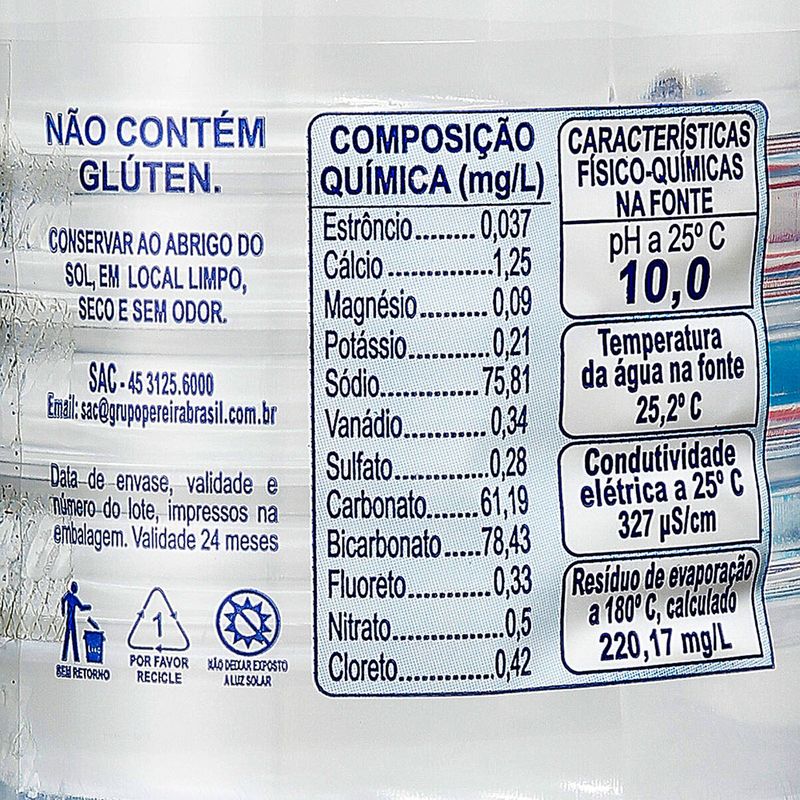 NÃO CONTÉM
GLÚTEN.
CONSERVAR AO ABRIGO DO
SOL, EM LOCAL LIMPO,
SECO E SEM ODOR.
SAC - 45 3125.6000
Email: sac@grupopereirabrasil.com.br
Data de envase, validade e
número do lote, impressos na
embalagem. Validade 24 meses
1
SEM RETORNO
POR FAVOR
RECICLE
NÃO DEIXAR EXPOSTO
A LUZ SOLAR
COMPOSIÇÃO
QUÍMICA (mg/L)
Estrôncio......... 0,037
Cálcio ...............1,25
Magnésio.......... 0,09
Potássio............0,21
Sódio...............75,81
Vanádio............ 0,34
Sulfato..............0,28
Carbonato........61,19
Bicarbonato.....78,43
Fluoreto............0,33
Nitrato................0,5
Cloreto..............0,42
CARACTERÍSTICAS
FÍSICO-QUÍMICAS
NA FONTE
pH a 25º C
10,0
Temperatura
da água na fonte
25,2º C
Condutividade
elétrica a 25º C
327 µS/cm
Resíduo de evaporação
a 180º C, calculado
220,17 mg/L